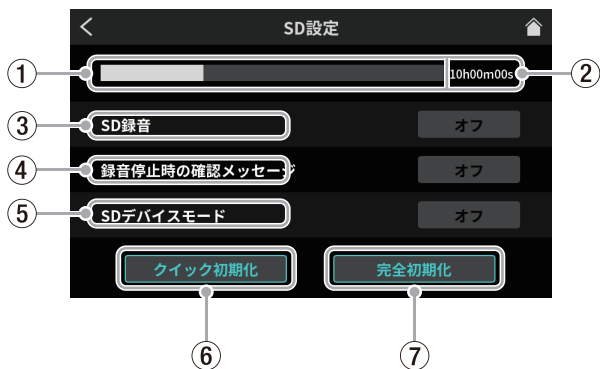 SD設定
① 10h00m00s ②
③ SD録音 オフ
④ 録音停止時の確認メッセージ オフ
⑤ SDデバイスモード オフ
クイック初期化 完全初期化
⑥ ⑦